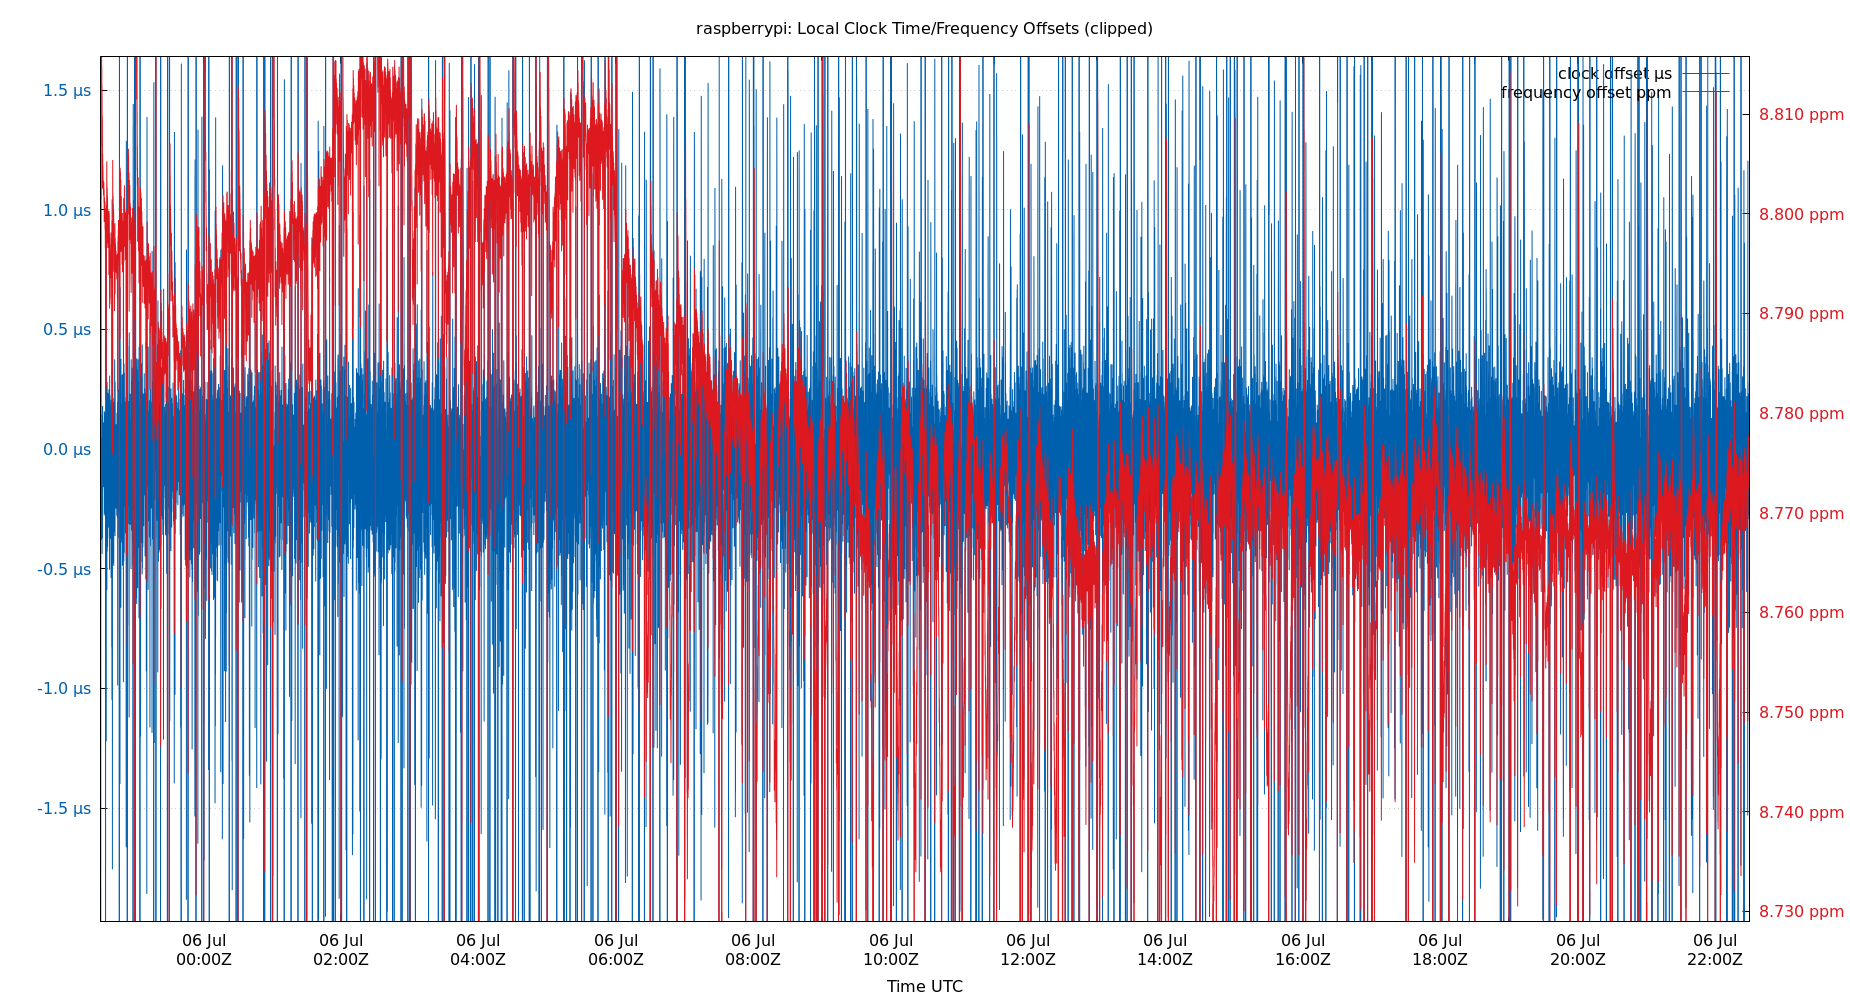 raspberrypi: Local Clock Time/Frequency Offsets (clipped)
clock offset μs
frequency offset ppm
1.5 μs
1.0 μs
0.5 μs
0.0 μs
-0.5 μs
-1.0 μs
-1.5 μs
8.810 ppm
8.800 ppm
8.790 ppm
8.780 ppm
8.770 ppm
8.760 ppm
8.750 ppm
8.740 ppm
8.730 ppm
06 Jul 06 Jul 06 Jul 06 Jul 06 Jul 06 Jul 06 Jul 06 Jul 06 Jul 06 Jul 06 Jul 06 Jul
00:00Z 02:00Z 04:00Z 06:00Z 08:00Z 10:00Z 12:00Z 14:00Z 16:00Z 18:00Z 20:00Z 22:00Z
Time UTC